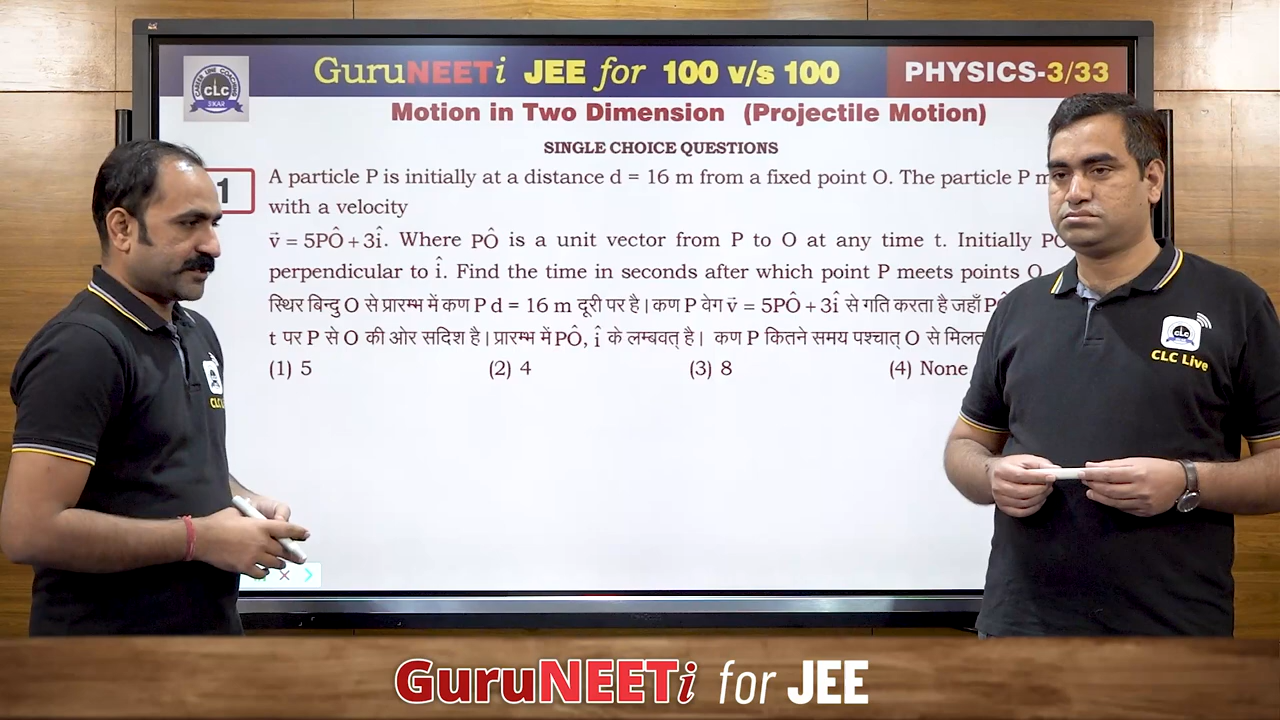 GuruNEETi JEE for 100 v/s 100
PHYSICS-3/33
CLC
SIKAR
Motion in Two Dimension (Projectile Motion)
SINGLE CHOICE QUESTIONS
1
A particle P is initially at a distance d = 16 m from a fixed point O. The particle P
with a velocity
v⃗ = 5PÔ + 3î. Where PÔ is a unit vector from P to O at any time t. Initially
perpendicular to î. Find the time in seconds after which point P meets points O
स्थिर बिन्दु O से प्रारम्भ में कण P d = 16 m दूरी पर है। कण P वेग v⃗ = 5PÔ + 3î से गति करता है जहाँ
t पर P से O की ओर सदिश है। प्रारम्भ में PÔ, î के लम्बवत् है। कण P कितने समय पश्चात् O से
(1) 5 (2) 4 (3) 8 (4) None
clc
CLC Live
GuruNEETi for JEE